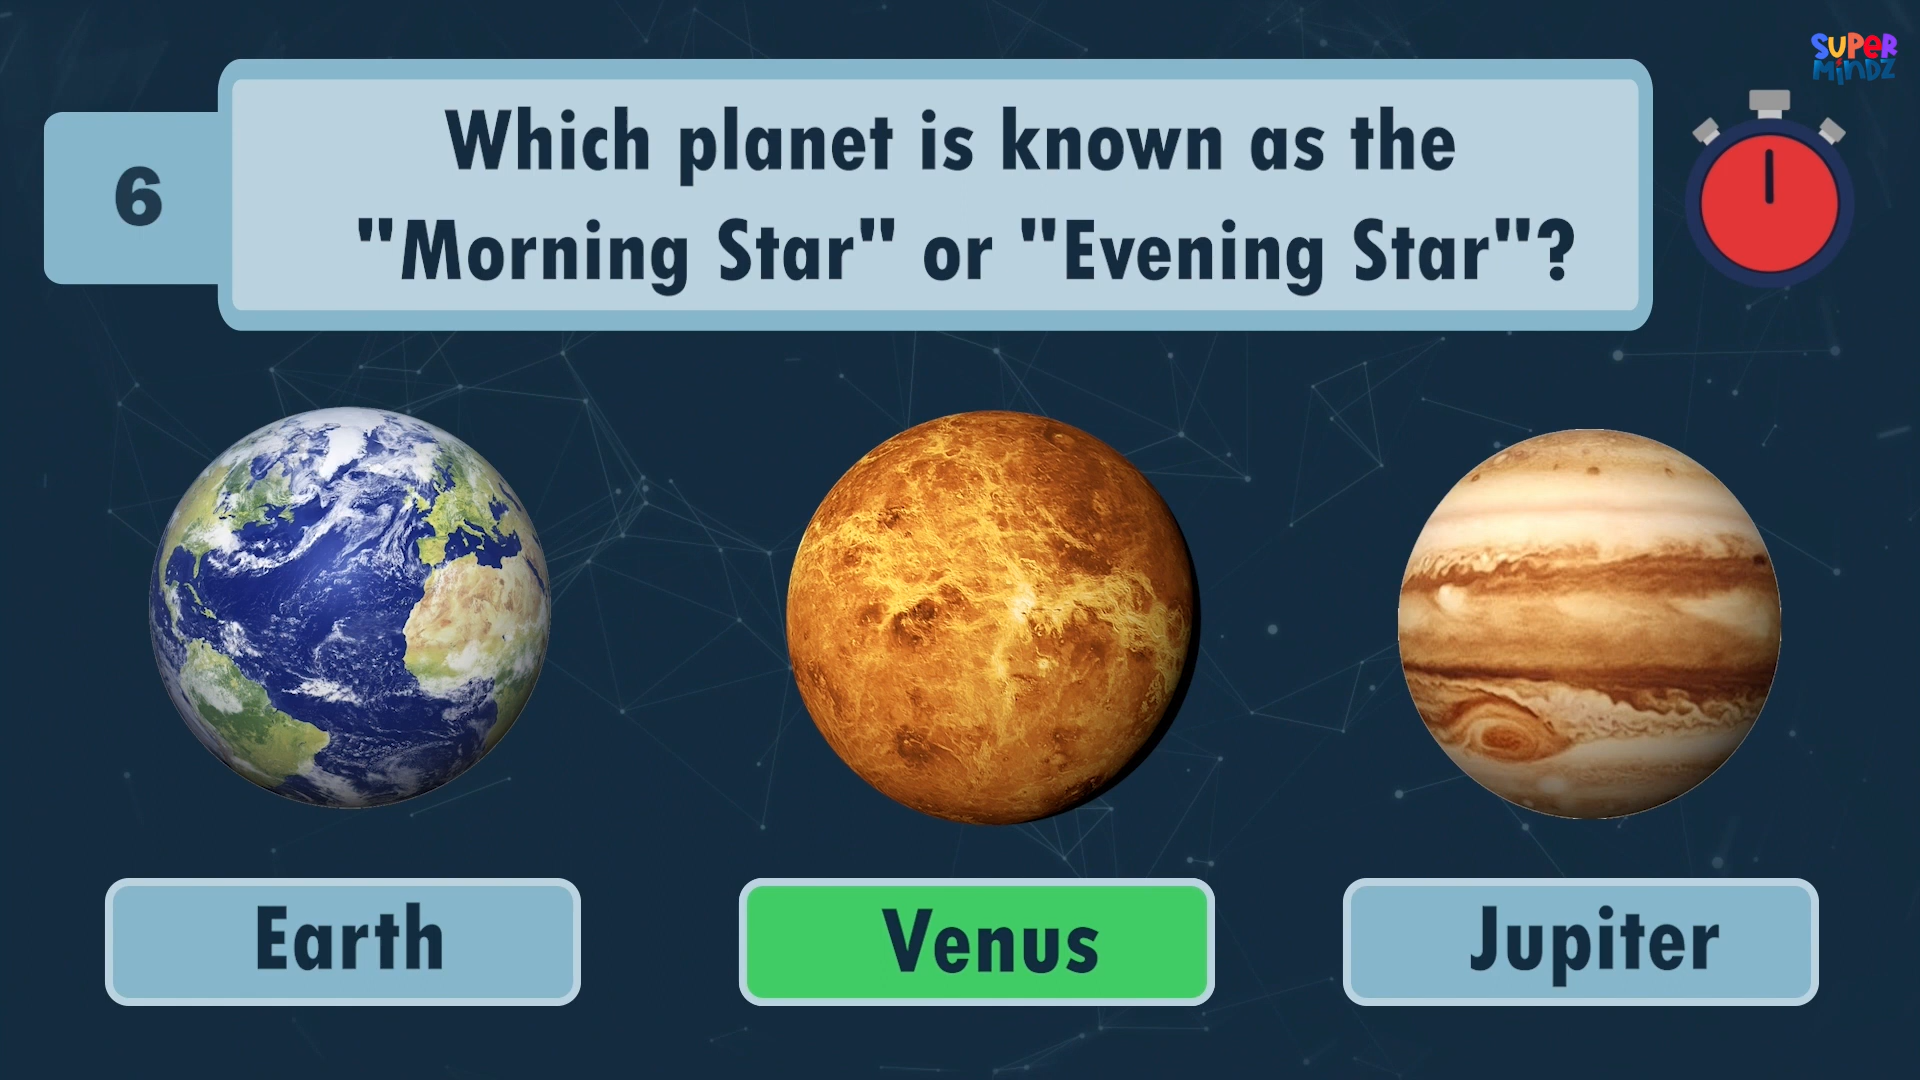 SUPER
MINDZ
6
Which planet is known as the
"Morning Star" or "Evening Star"?
Earth
Venus
Jupiter